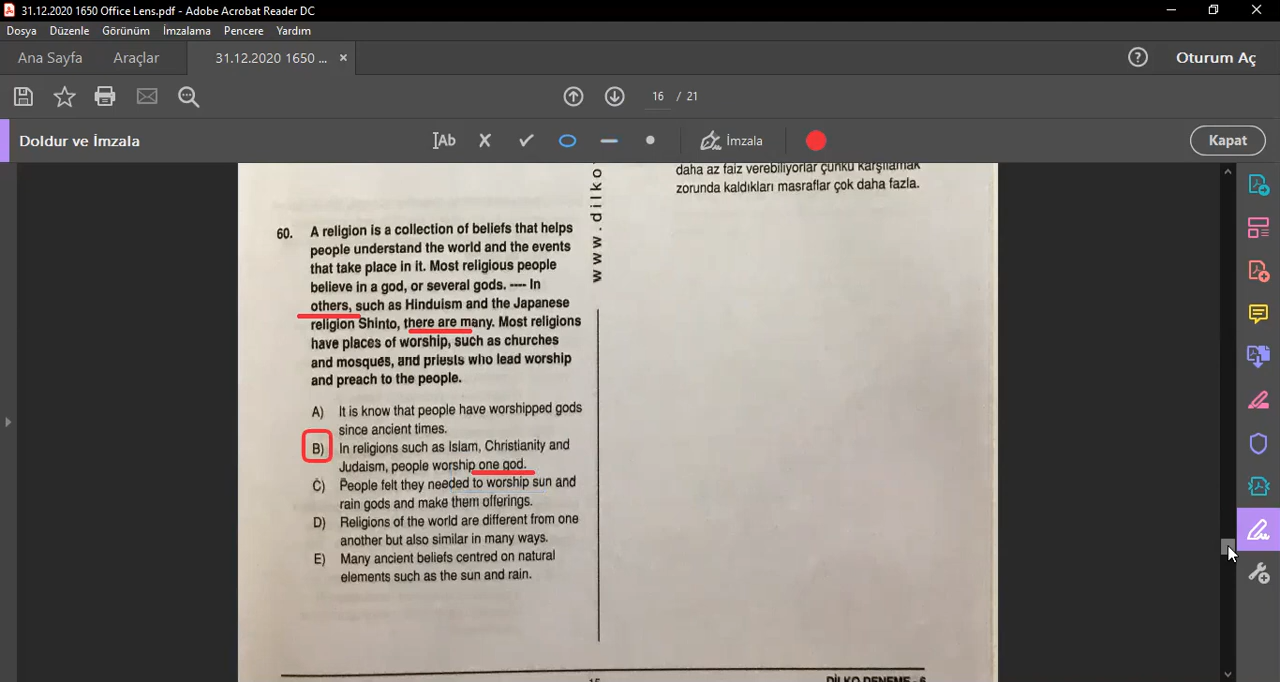 31.12.2020 1650 Office Lens.pdf - Adobe Acrobat Reader DC
Dosya Düzenle Görünüm İmzalama Pencere Yardım
Ana Sayfa Araçlar 31.12.2020 1650 ... × Oturum Aç
16 / 21
Doldur ve İmzala Ab İmzala Kapat
daha az faiz verebiliyorlar çünkü karşılamak
zorunda kaldıkları masraflar çok daha fazla.
www.dilko
60. A religion is a collection of beliefs that helps
people understand the world and the events
that take place in it. Most religious people
believe in a god, or several gods. ---- In
others, such as Hinduism and the Japanese
religion Shinto, there are many. Most religions
have places of worship, such as churches
and mosques, and priests who lead worship
and preach to the people.
A) It is know that people have worshipped gods
since ancient times.
B) In religions such as Islam, Christianity and
Judaism, people worship one god.
C) People felt they needed to worship sun and
rain gods and make them offerings.
D) Religions of the world are different from one
another but also similar in many ways.
E) Many ancient beliefs centred on natural
elements such as the sun and rain.
DİLKO DENEME - 6